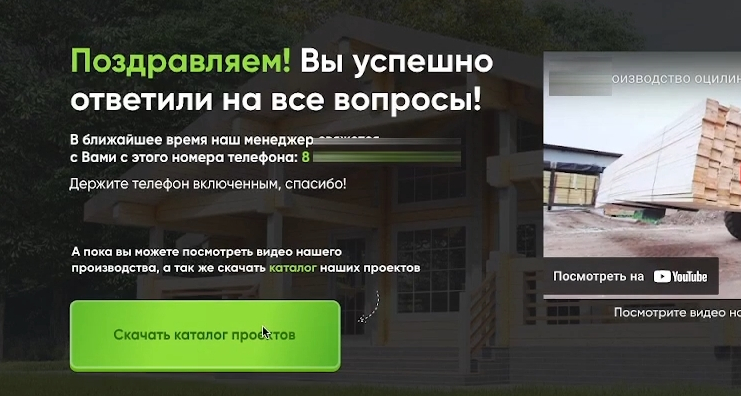 Поздравляем! Вы успешно
ответили на все вопросы!
В ближайшее время наш менеджер свяжется
с Вами с этого номера телефона: 8
Держите телефон включенным, спасибо!
А пока вы можете посмотреть видео нашего
производства, а так же скачать каталог наших проектов
Скачать каталог проектов
оизводство оцилин
Посмотреть на YouTube
Посмотрите видео